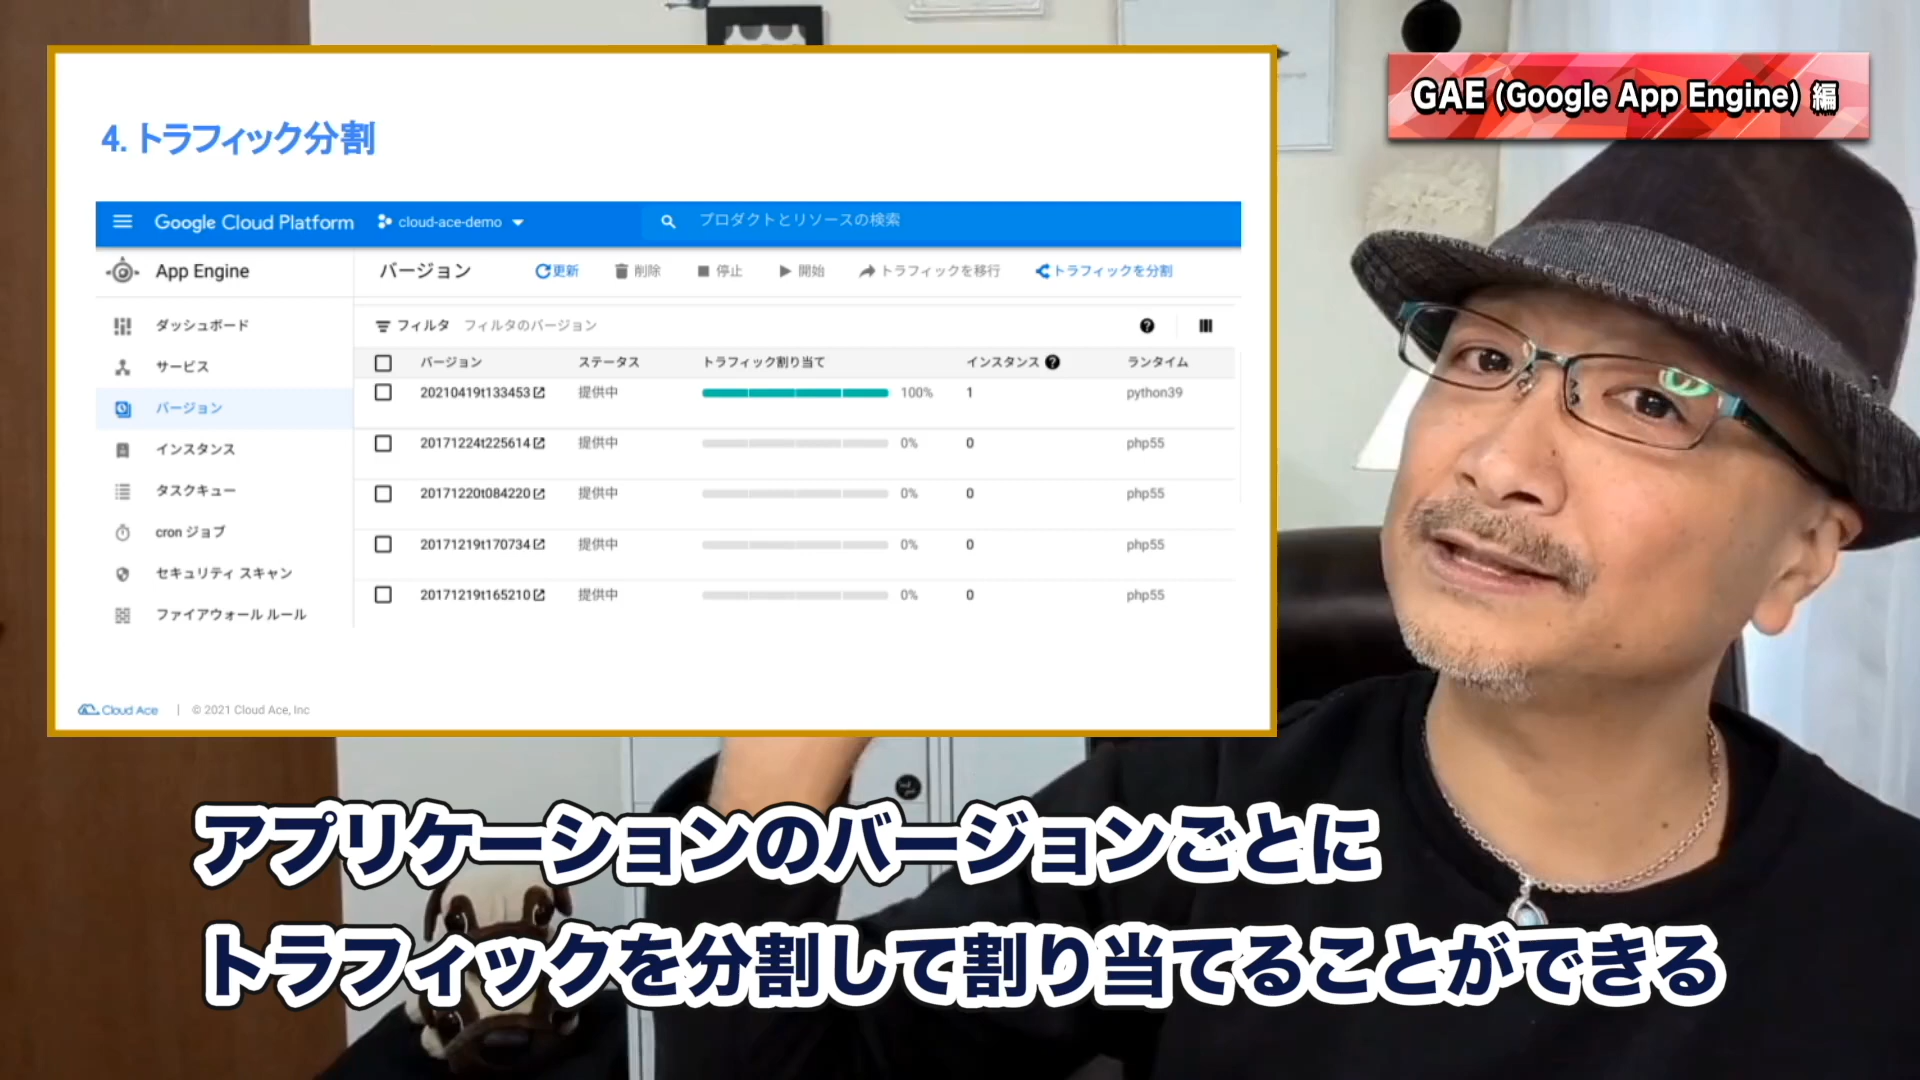 GAE (Google App Engine) 編
4. トラフィック分割
Google Cloud Platform cloud-ace-demo プロダクトとリソースの検索
App Engine バージョン 更新 削除 停止 開始 トラフィックを移行 トラフィックを分割
ダッシュボード フィルタ フィルタのバージョン
サービス バージョン ステータス トラフィック割り当て インスタンス ランタイム
バージョン 20210419t133453 提供中 100% 1 python39
インスタンス 20171224t225614 提供中 0% 0 php55
タスクキュー 20171220t084220 提供中 0% 0 php55
cron ジョブ 20171219t170734 提供中 0% 0 php55
セキュリティ スキャン 20171219t165210 提供中 0% 0 php55
ファイアウォール ルール
Cloud Ace | © 2021 Cloud Ace, Inc
アプリケーションのバージョンごとに
トラフィックを分割して割り当てることができる